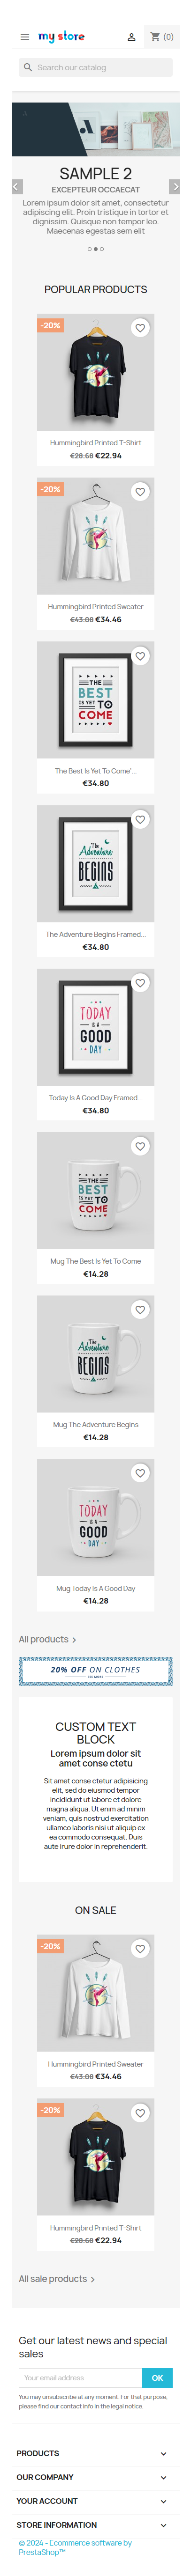 my store
(0)
Search our catalog
SAMPLE 2
EXCEPTEUR OCCAECAT
Lorem ipsum dolor sit amet, consectetur
adipiscing elit. Proin tristique in tortor et
dignissim. Quisque non tempor leo.
Maecenas egestas sem elit
POPULAR PRODUCTS
-20%
Hummingbird Printed T-Shirt
€28.68 €22.94
-20%
Hummingbird Printed Sweater
€43.08 €34.46
THE
BEST
IS YET TO
COME
The Best Is Yet To Come'...
€34.80
The
Adventure
BEGINS
The Adventure Begins Framed...
€34.80
TODAY
IS A
GOOD
DAY
Today Is A Good Day Framed...
€34.80
THE
BEST
IS YET TO
COME
Mug The Best Is Yet To Come
€14.28
The
Adventure
BEGINS
Mug The Adventure Begins
€14.28
TODAY
IS A
GOOD
DAY
Mug Today Is A Good Day
€14.28
All products
20% OFF ON CLOTHES
CUSTOM TEXT
BLOCK
Lorem ipsum dolor sit
amet conse ctetu
Sit amet conse ctetur adipisicing
elit, sed do eiusmod tempor
incididunt ut labore et dolore
magna aliqua. Ut enim ad minim
veniam, quis nostrud exercitation
ullamco laboris nisi ut aliquip ex
ea commodo consequat. Duis
aute irure dolor in reprehenderit.
ON SALE
-20%
Hummingbird Printed Sweater
€43.08 €34.46
-20%
Hummingbird Printed T-Shirt
€28.68 €22.94
All sale products
Get our latest news and special
sales
Your email address
OK
You may unsubscribe at any moment. For that purpose,
please find our contact info in the legal notice.
PRODUCTS
OUR COMPANY
YOUR ACCOUNT
STORE INFORMATION
© 2024 - Ecommerce software by
PrestaShop™